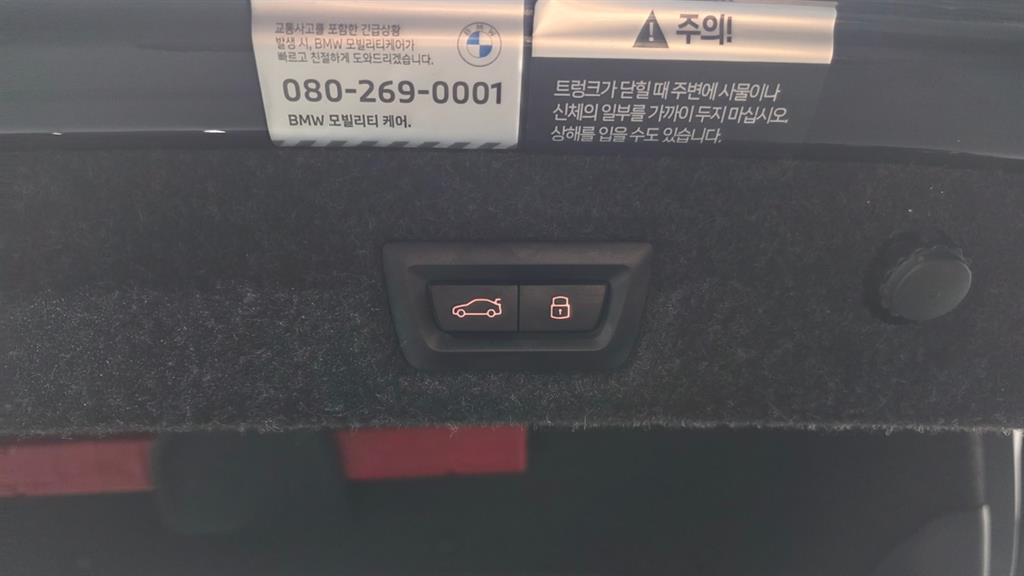 교통사고를 포함한 긴급상황
발생 시, BMW 모빌리티케어가
빠르고 친절하게 도와드리겠습니다.
080-269-0001
BMW 모빌리티 케어.
주의!
트렁크가 닫힐 때 주변에 사물이나
신체의 일부를 가까이 두지 마십시오.
상해를 입을 수도 있습니다.